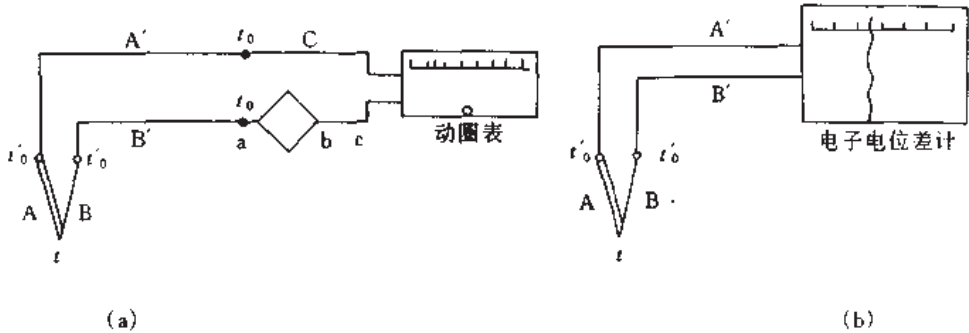 A′ t₀ C
t₀
B′ a b c
动圈表
t′₀ t′₀
A B
t
(a)
A′
B′
电子电位差计
t′₀ t′₀
A B
t
(b)